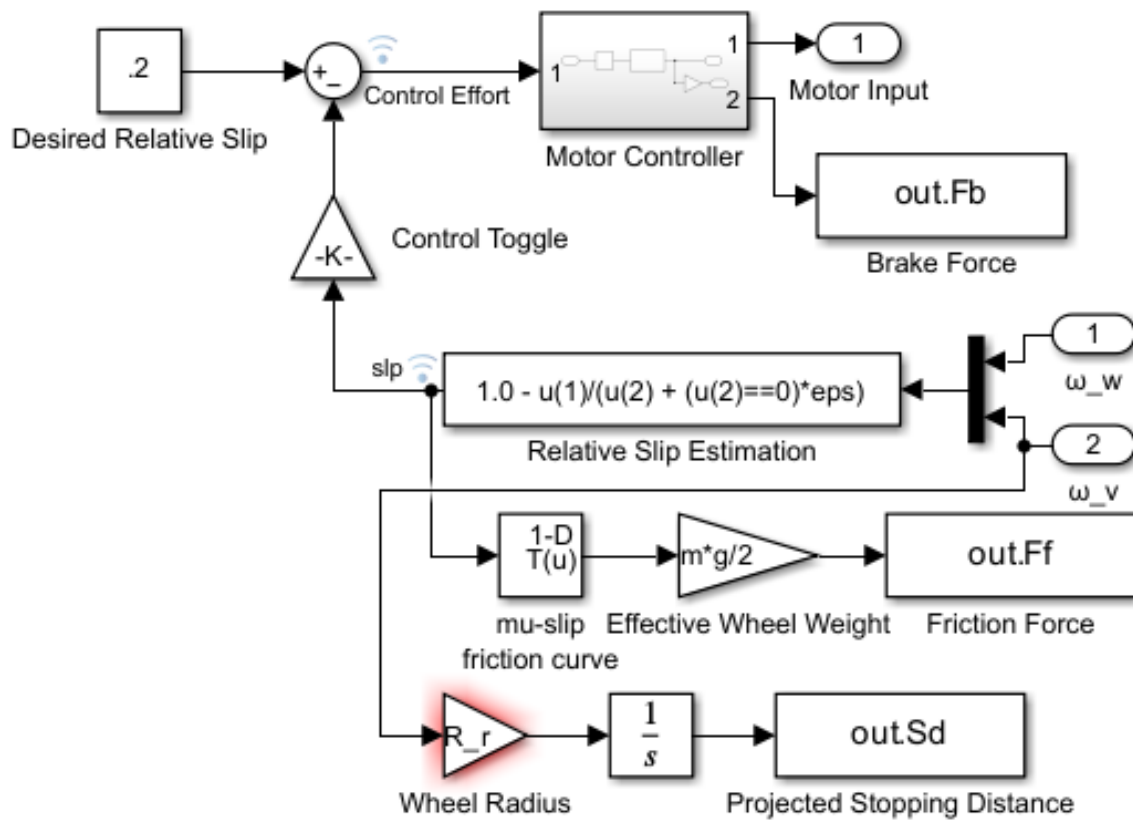 .2
+
_
Desired Relative Slip
Control Effort
1
1
2
Motor Controller
1
Motor Input
out.Fb
Brake Force
-K-
Control Toggle
slp
1.0 - u(1)/(u(2) + (u(2)==0)*eps)
Relative Slip Estimation
1
ω_w
2
ω_v
1-D
T(u)
mu-slip
friction curve
m*g/2
Effective Wheel Weight
out.Ff
Friction Force
R_r
Wheel Radius
1
s
out.Sd
Projected Stopping Distance